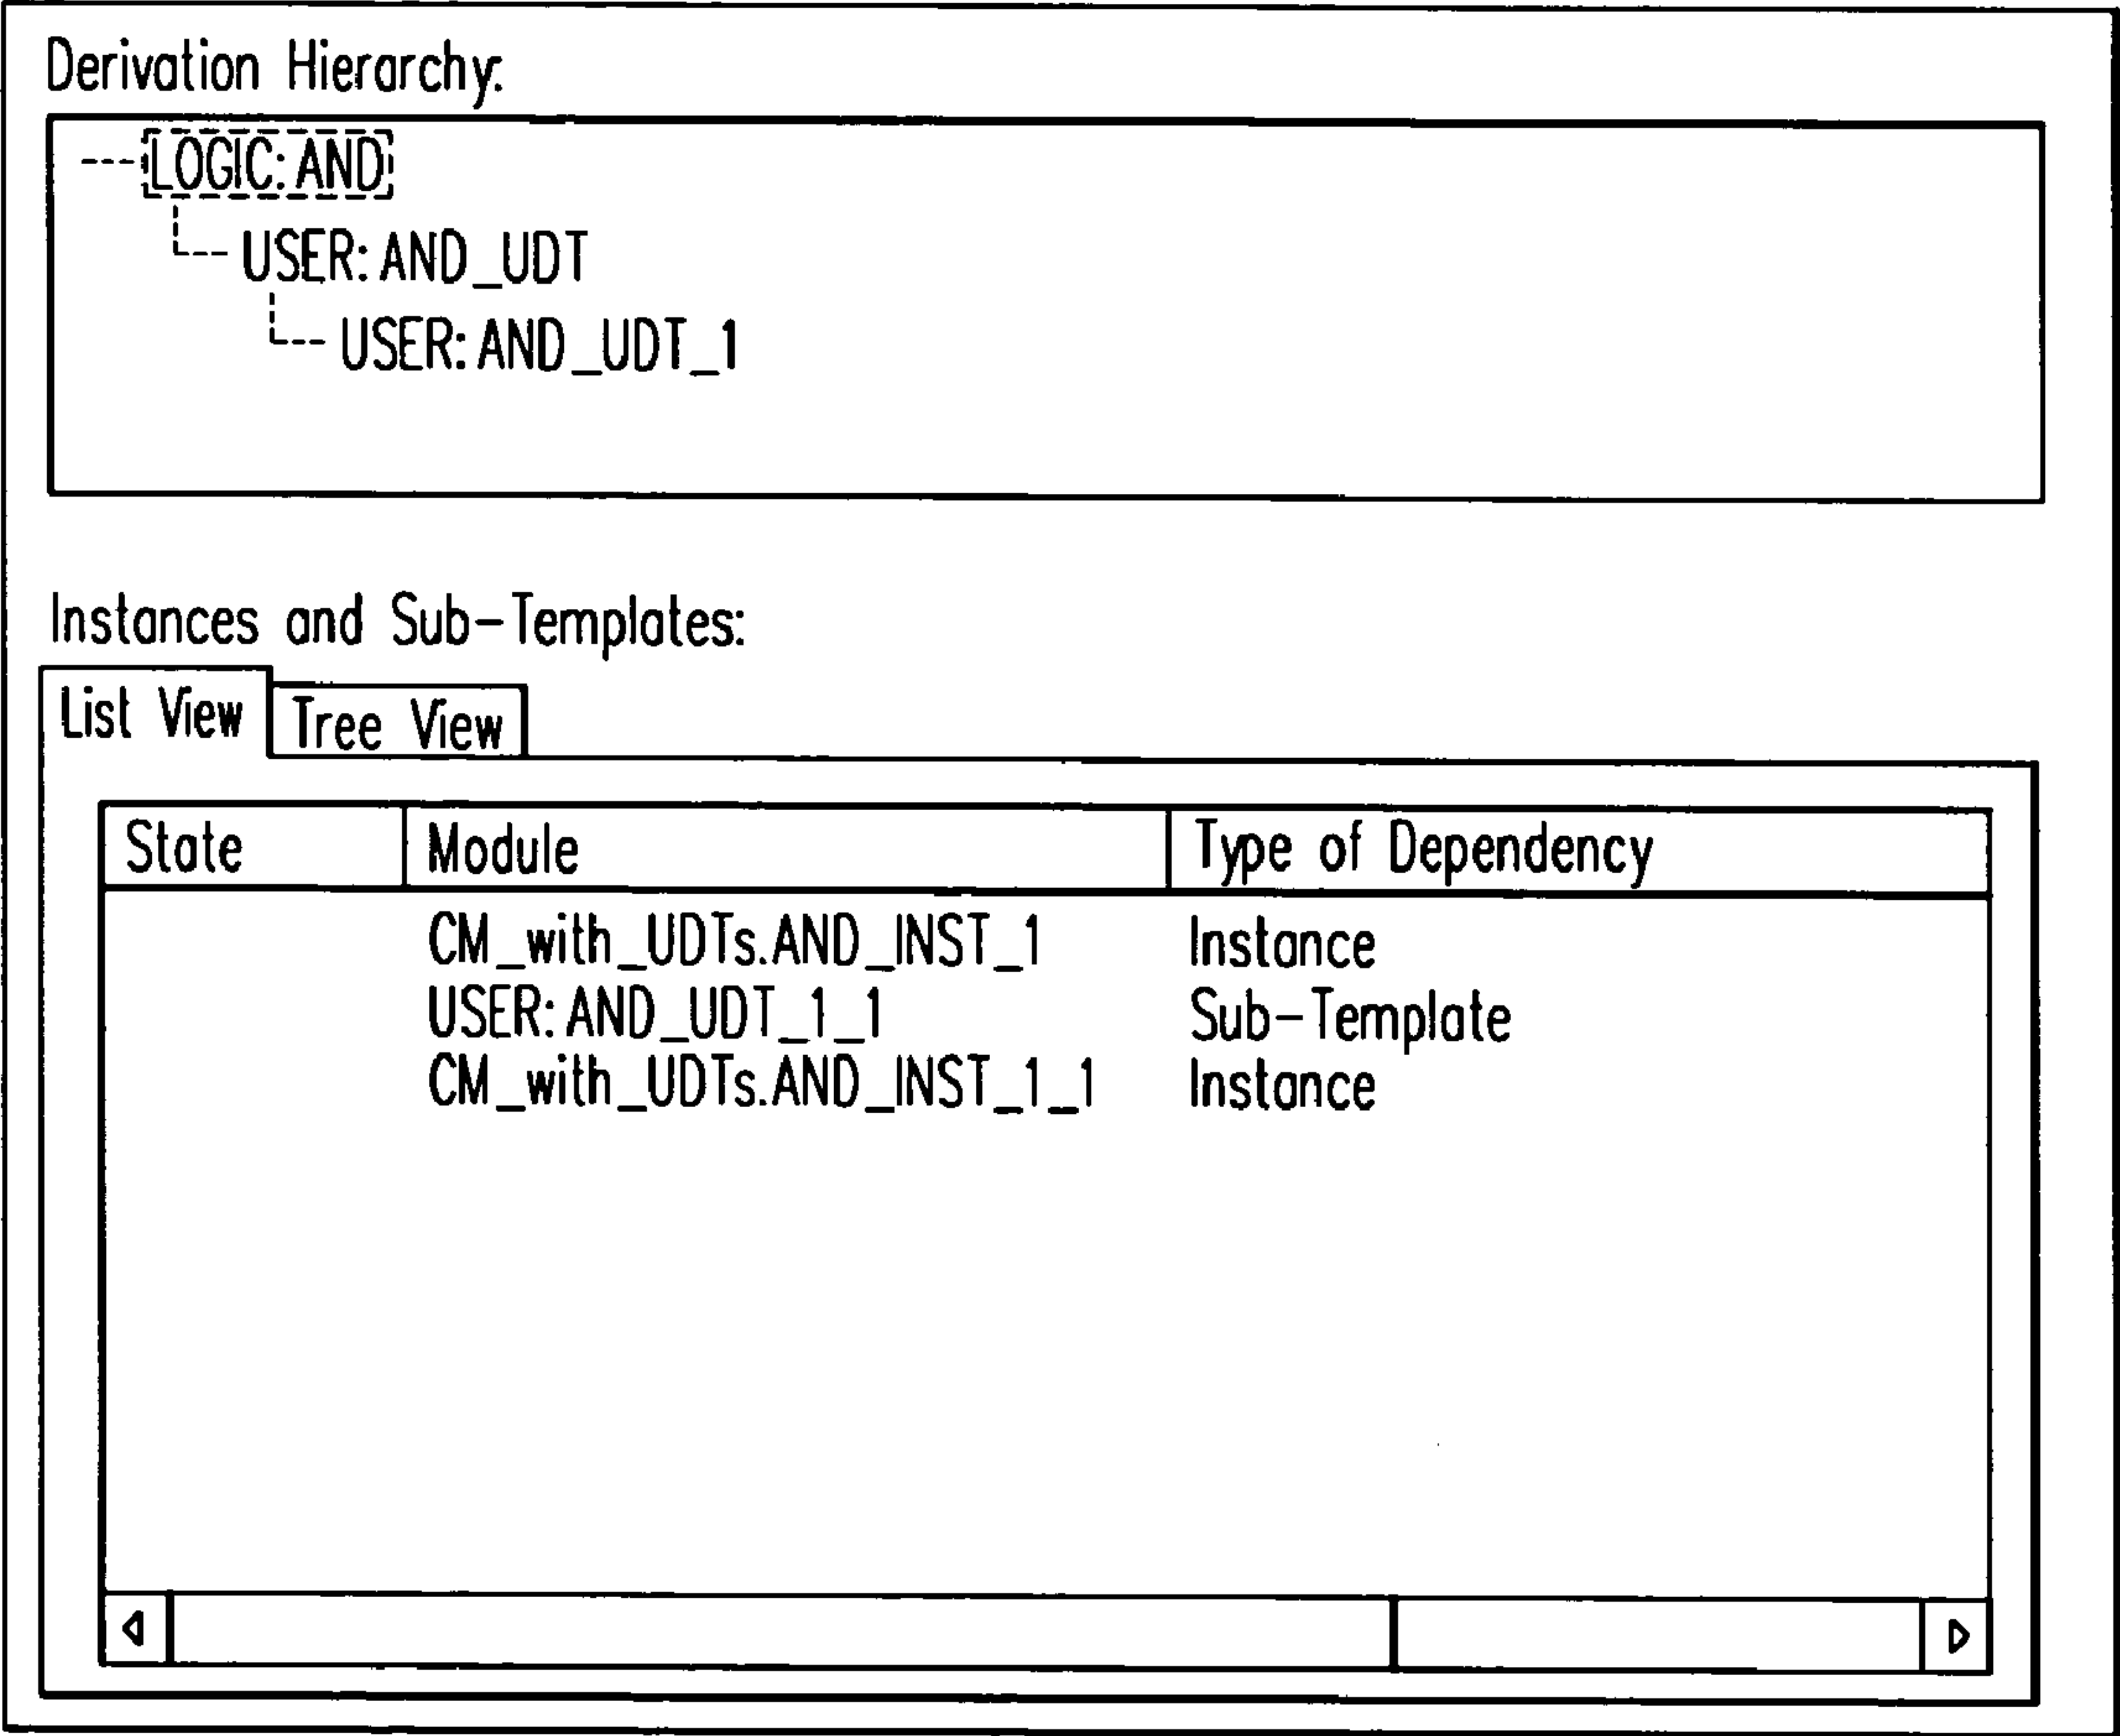 Derivation Hierarchy:
LOGIC: AND
USER: AND_UDT
USER: AND_UDT_1
Instances and Sub-Templates:
List View Tree View
State Module Type of Dependency
CM_with_UDTs.AND_INST_1 Instance
USER: AND_UDT_1_1 Sub-Template
CM_with_UDTs.AND_INST_1_1 Instance